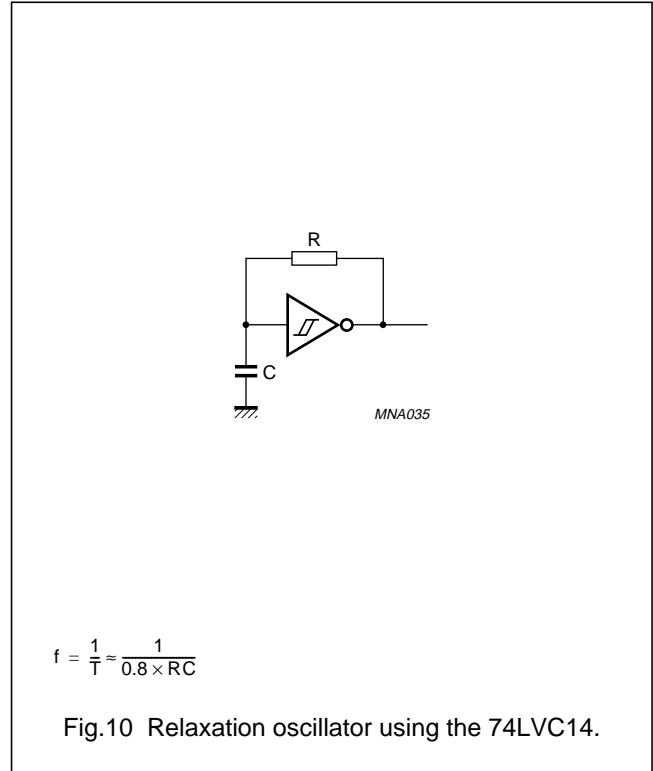 R
C
MNA035
f = 1/T ≈ 1/(0.8 × RC)
Fig.10 Relaxation oscillator using the 74LVC14.